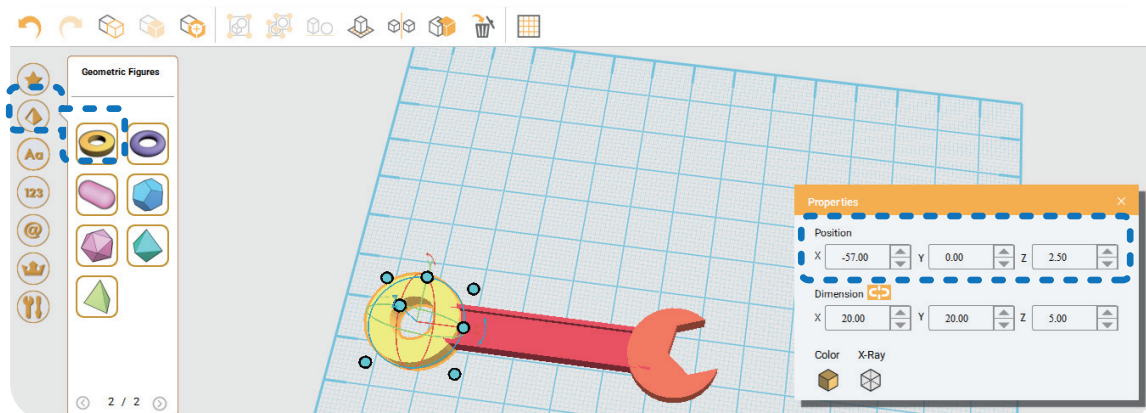 Geometric Figures
Aa
123
@
2 / 2
Properties
Position
X -57.00 Y 0.00 Z 2.50
Dimension
X 20.00 Y 20.00 Z 5.00
Color X-Ray